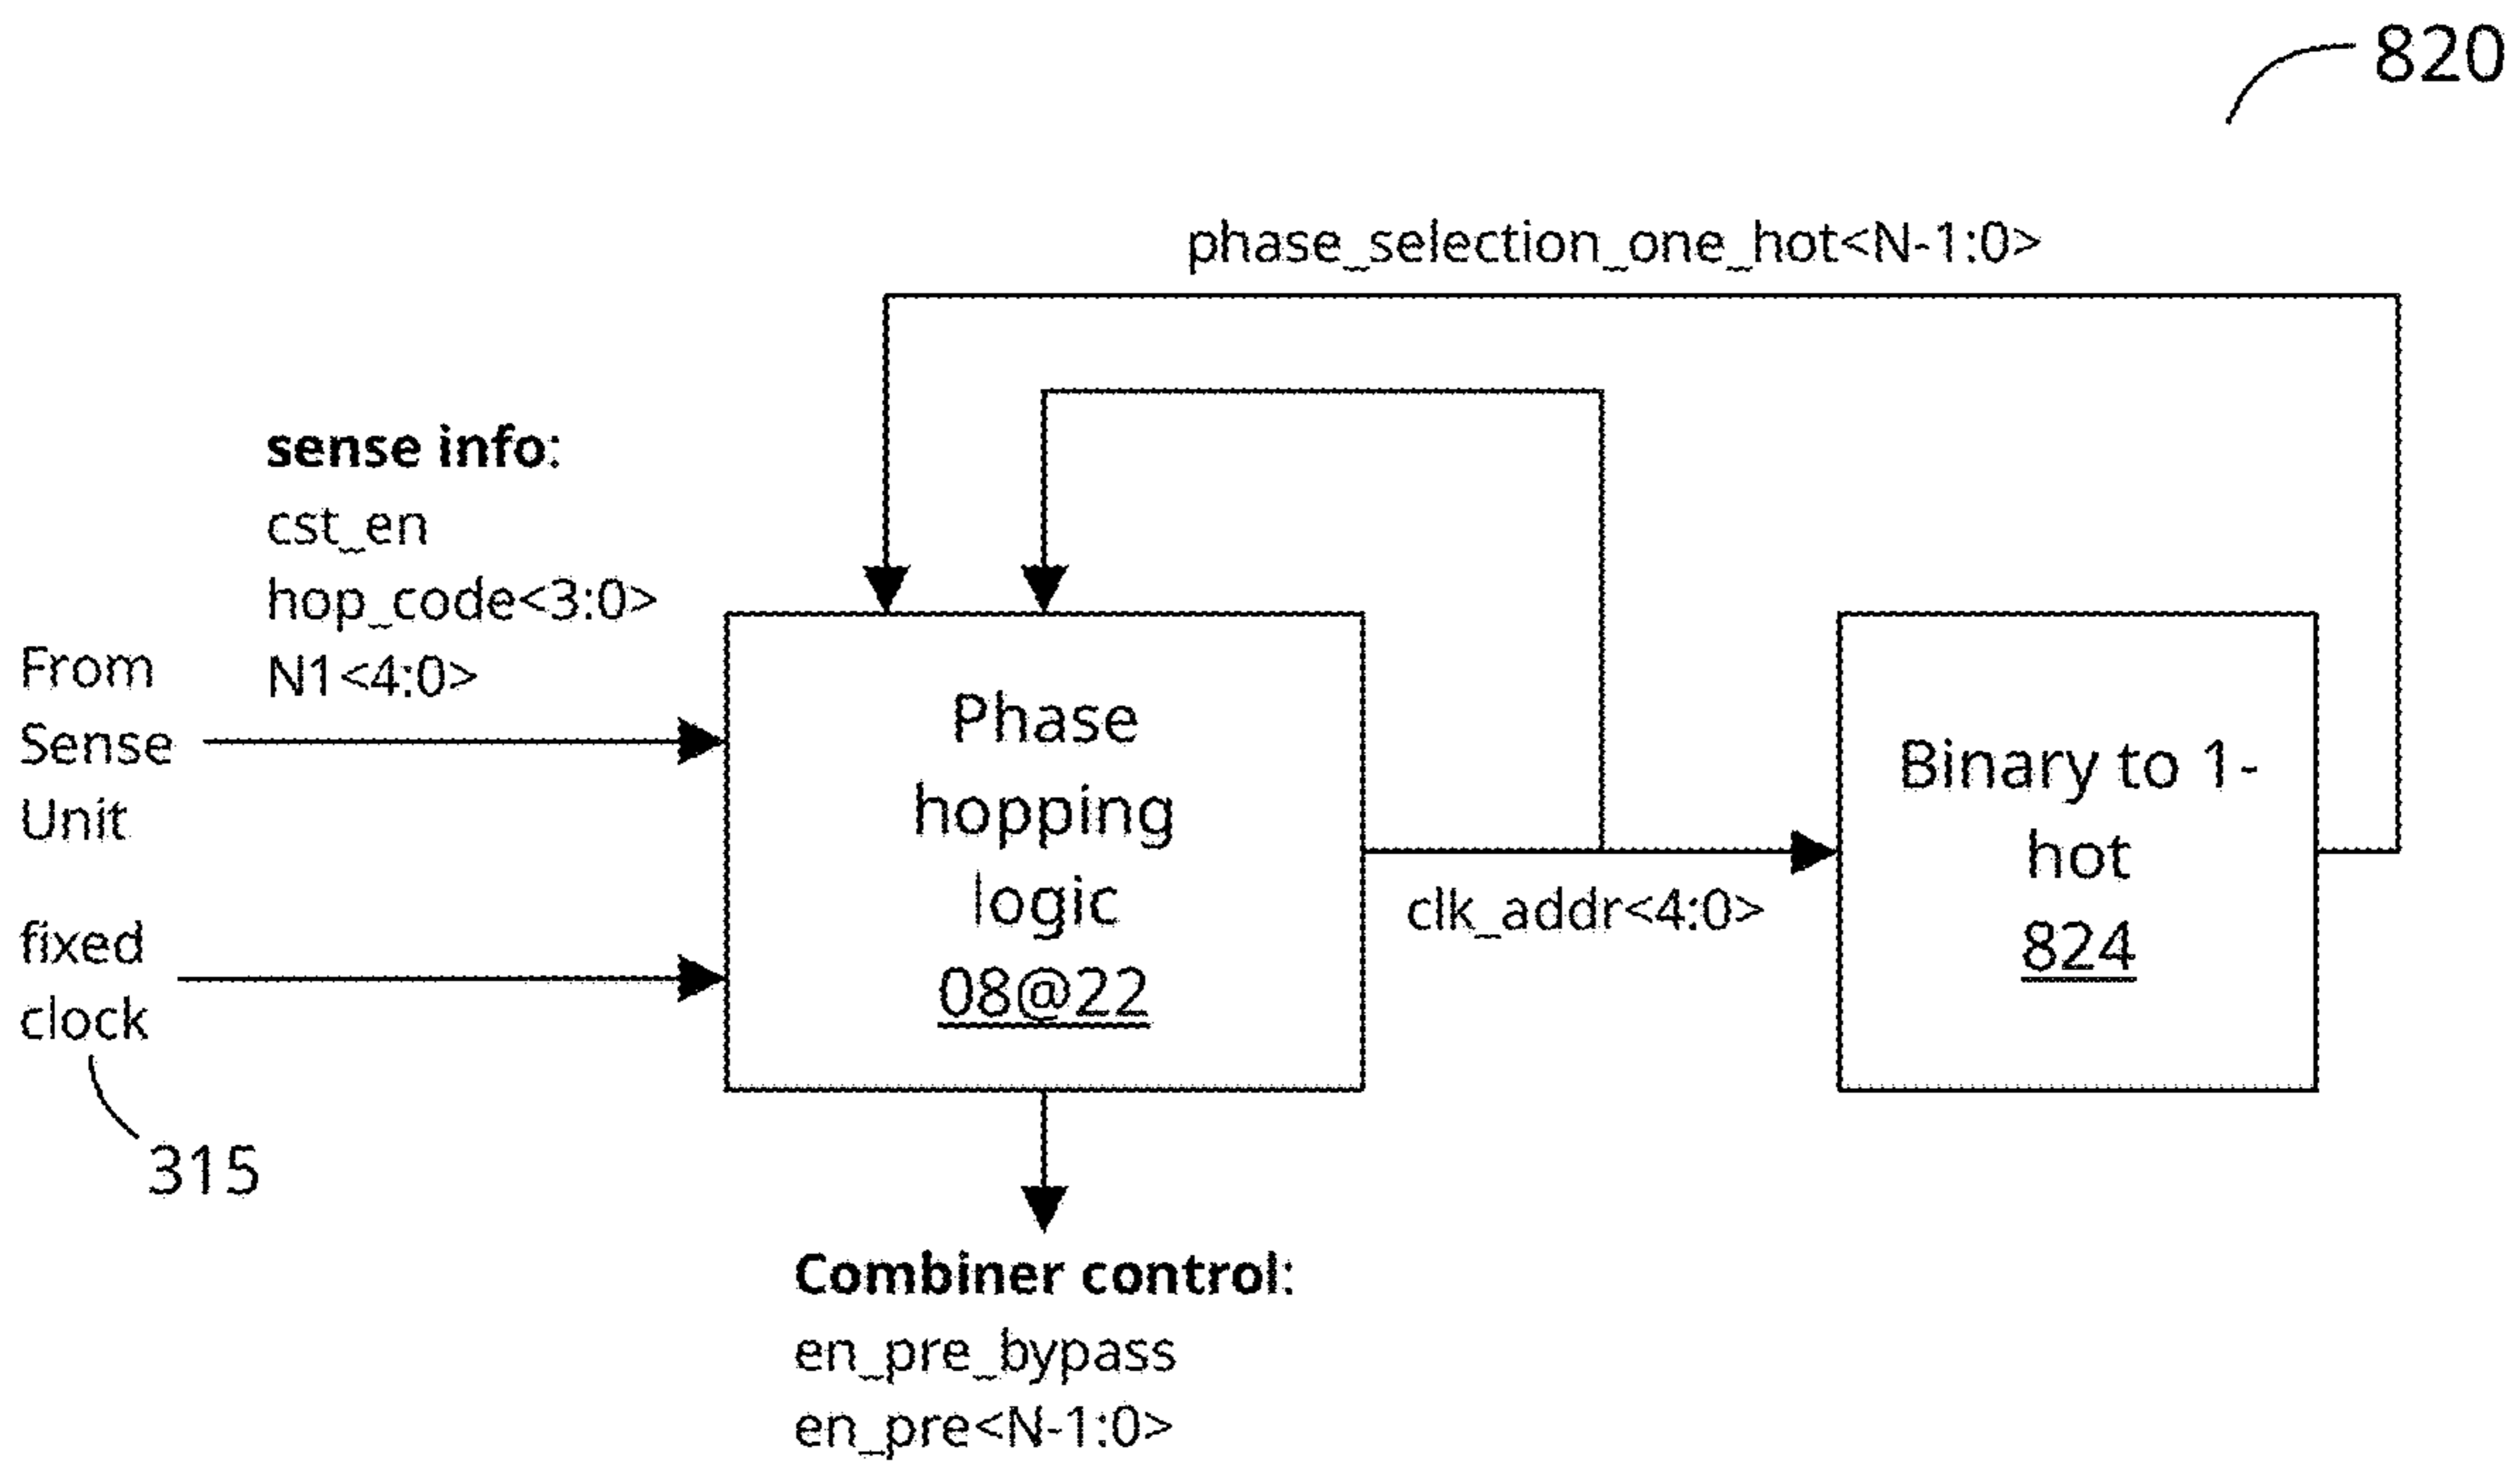 820
phase_selection_one_hot<N-1:0>
sense info:
cst_en
hop_code<3:0>
N1<4:0>
From
Sense
Unit
fixed
clock
315
Phase
hopping
logic
08@22
clk_addr<4:0>
Binary to 1-
hot
824
Combiner control:
en_pre_bypass
en_pre<N-1:0>